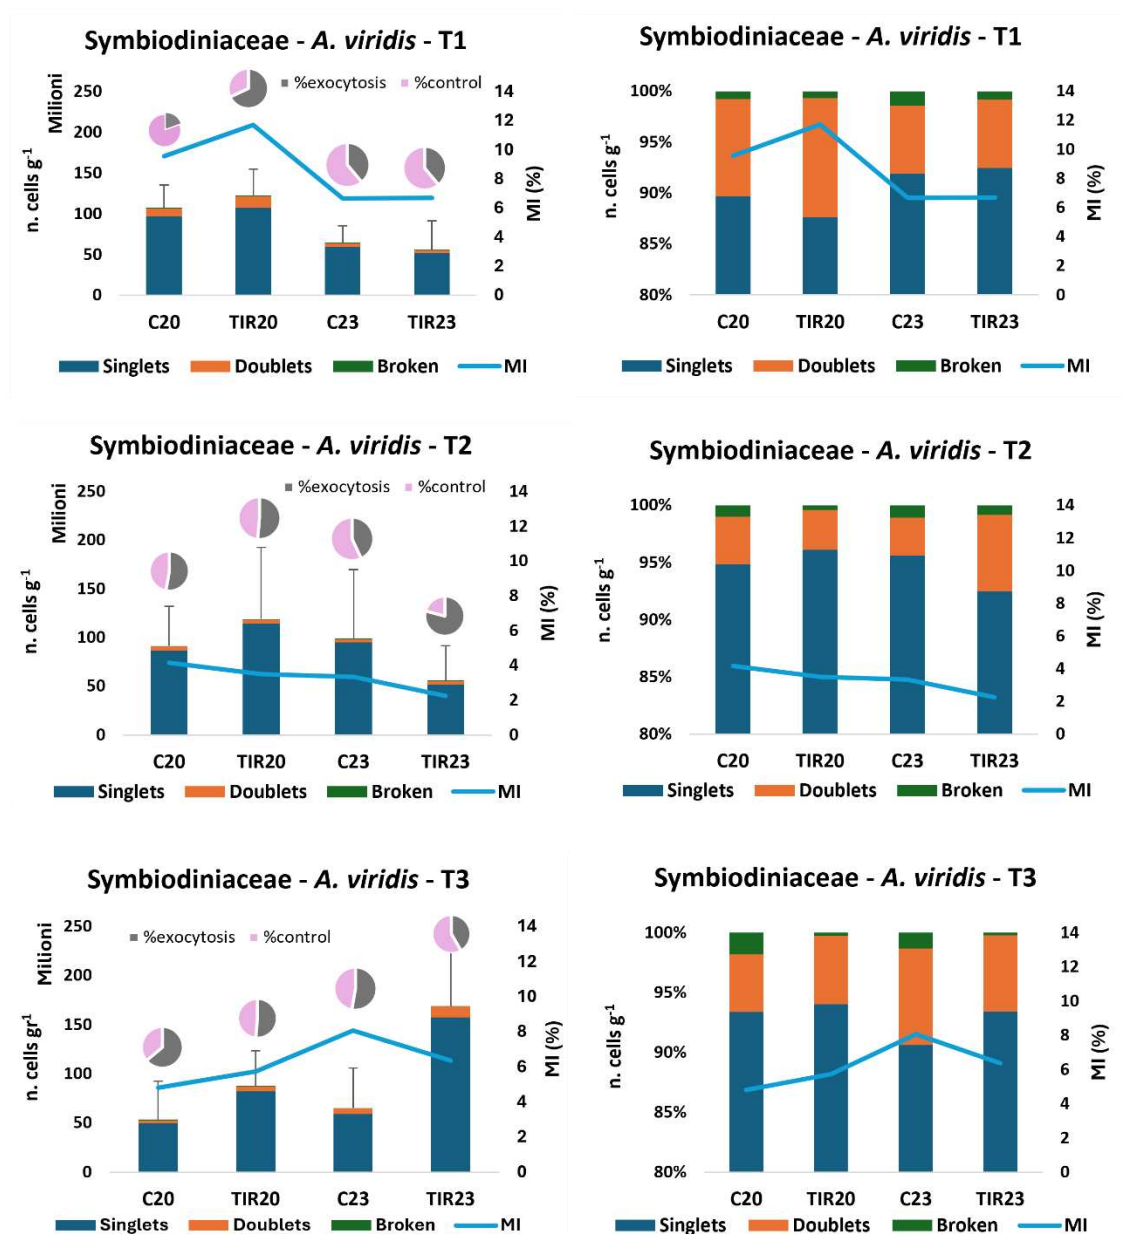 Symbiodiniaceae - A. viridis - T1
%exocytosis %control
Milioni
n. cells g-1
250
200
150
100
50
0
14
12
10
8
6
4
2
0
MI (%)
C20 TIR20 C23 TIR23
Singlets Doublets Broken MI
Symbiodiniaceae - A. viridis - T1
n. cells g-1
100%
95%
90%
85%
80%
14
12
10
8
6
4
2
0
MI (%)
C20 TIR20 C23 TIR23
Singlets Doublets Broken MI
Symbiodiniaceae - A. viridis - T2
%exocytosis %control
Milioni
n. cells g-1
250
200
150
100
50
0
14
12
10
8
6
4
2
0
MI (%)
C20 TIR20 C23 TIR23
Singlets Doublets Broken MI
Symbiodiniaceae - A. viridis - T2
n. cells g-1
100%
95%
90%
85%
80%
14
12
10
8
6
4
2
0
MI (%)
C20 TIR20 C23 TIR23
Singlets Doublets Broken MI
Symbiodiniaceae - A. viridis - T3
%exocytosis %control
Milioni
n. cells gr-1
250
200
150
100
50
0
14
12
10
8
6
4
2
0
MI (%)
C20 TIR20 C23 TIR23
Singlets Doublets Broken MI
Symbiodiniaceae - A. viridis - T3
n. cells g-1
100%
95%
90%
85%
80%
14
12
10
8
6
4
2
0
MI (%)
C20 TIR20 C23 TIR23
Singlets Doublets Broken MI